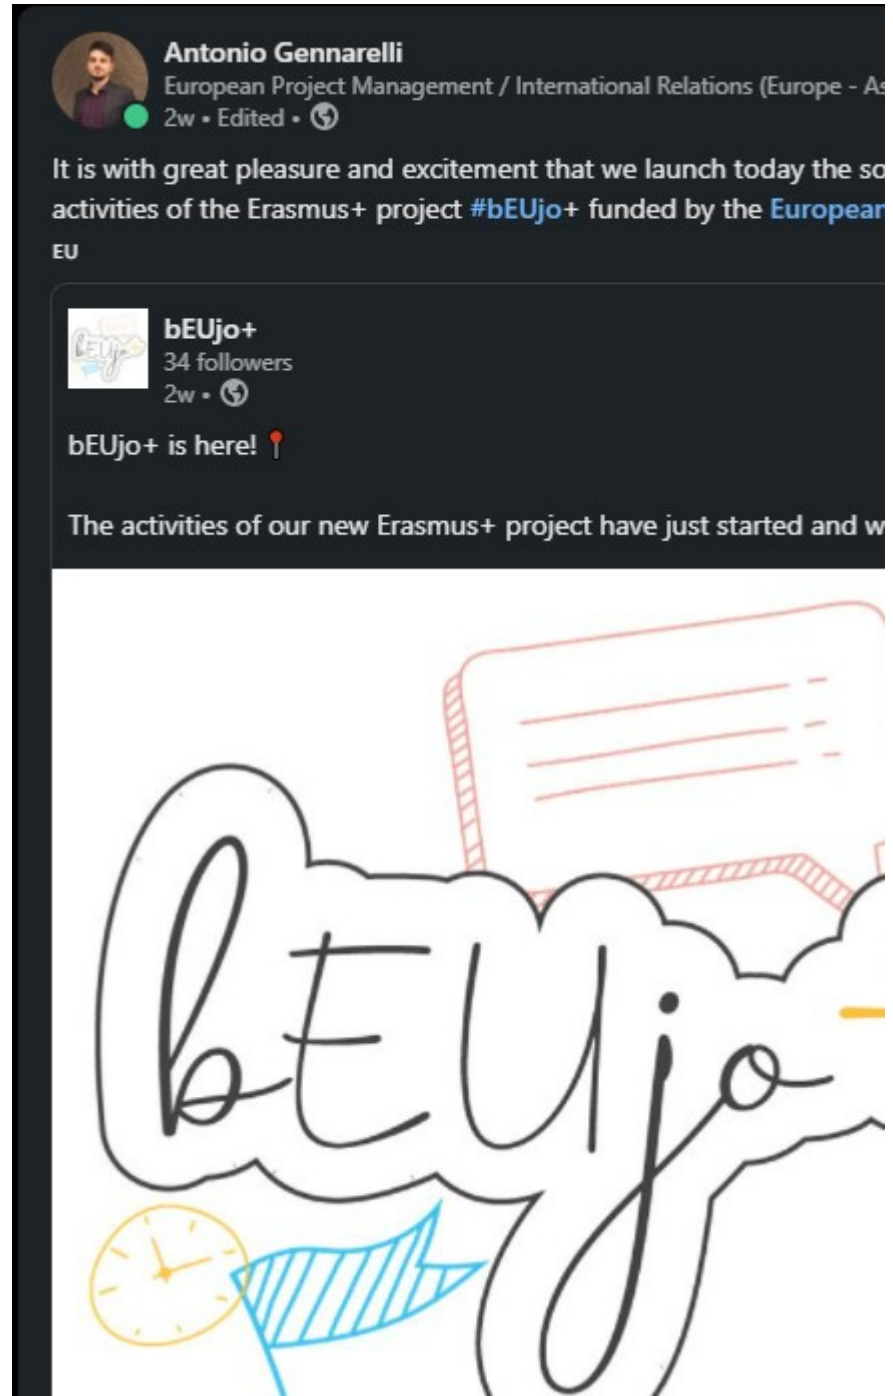 Antonio Gennarelli
European Project Management / International Relations (Europe - As
2w • Edited •
It is with great pleasure and excitement that we launch today the so
activities of the Erasmus+ project #bEUjo+ funded by the European
EU
bEUjo+
34 followers
2w •
bEUjo+ is here! 📍
The activities of our new Erasmus+ project have just started and w
bEUjo